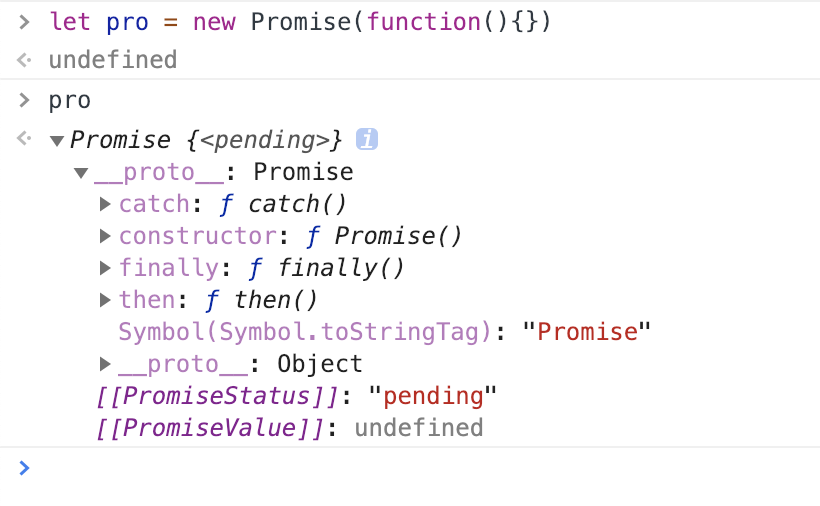 > let pro = new Promise(function(){})
undefined
> pro
▼Promise {<pending>} i
▼__proto__: Promise
▶catch: ƒ catch()
▶constructor: ƒ Promise()
▶finally: ƒ finally()
▶then: ƒ then()
Symbol(Symbol.toStringTag): "Promise"
▶__proto__: Object
[[PromiseStatus]]: "pending"
[[PromiseValue]]: undefined
>